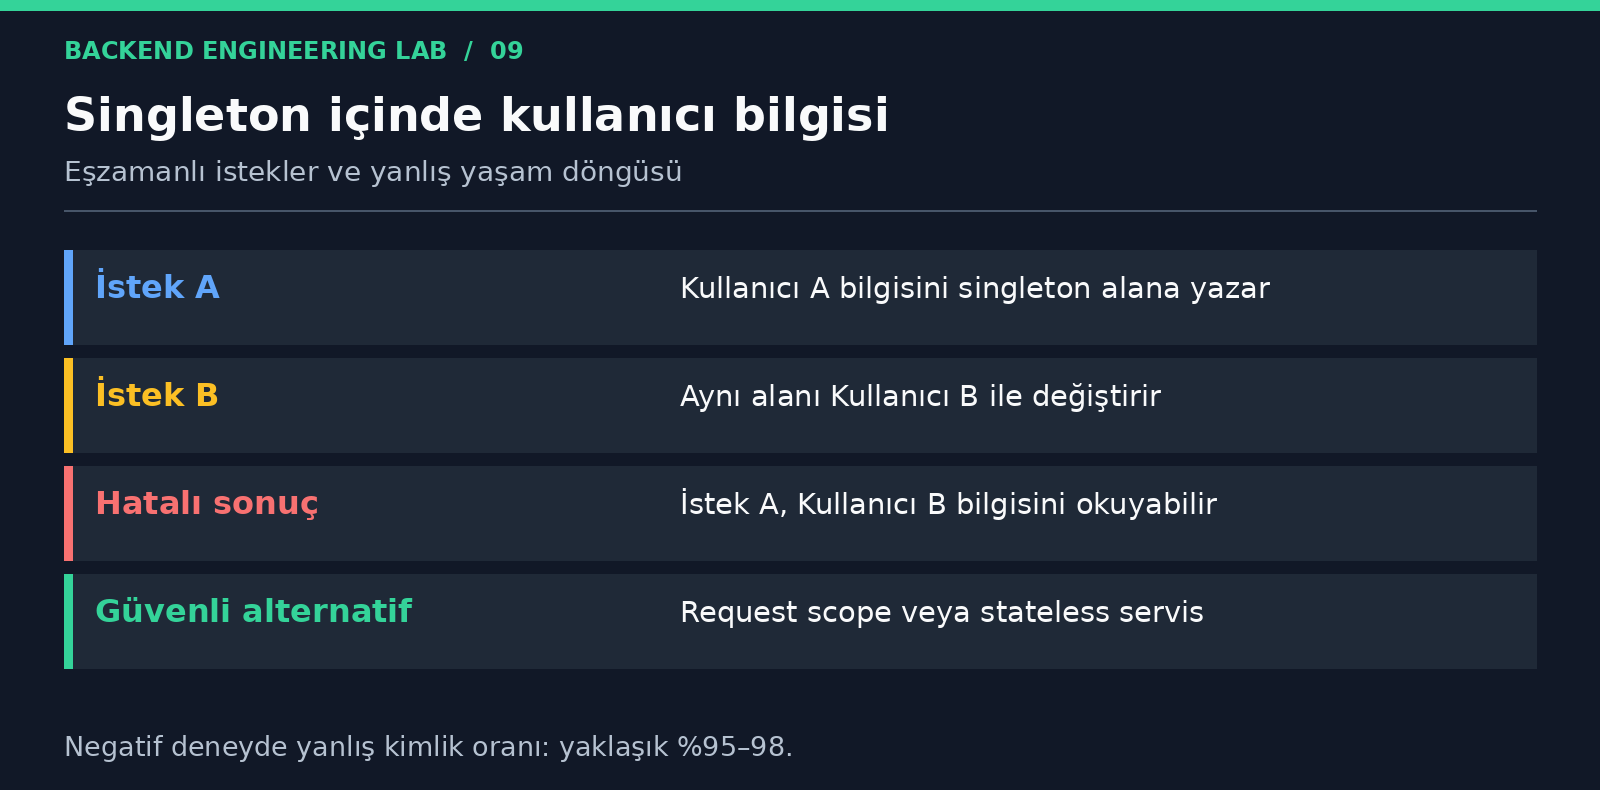 BACKEND ENGINEERING LAB / 09
Singleton içinde kullanıcı bilgisi
Eşzamanlı istekler ve yanlış yaşam döngüsü
İstek A
Kullanıcı A bilgisini singleton alana yazar
İstek B
Aynı alanı Kullanıcı B ile değiştirir
Hatalı sonuç
İstek A, Kullanıcı B bilgisini okuyabilir
Güvenli alternatif
Request scope veya stateless servis
Negatif deneyde yanlış kimlik oranı: yaklaşık %95–98.